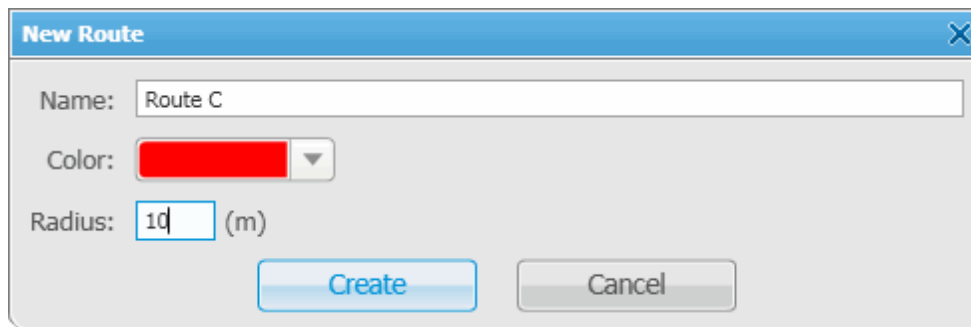 New Route
Name: Route C
Color:
Radius: 10 (m)
Create Cancel